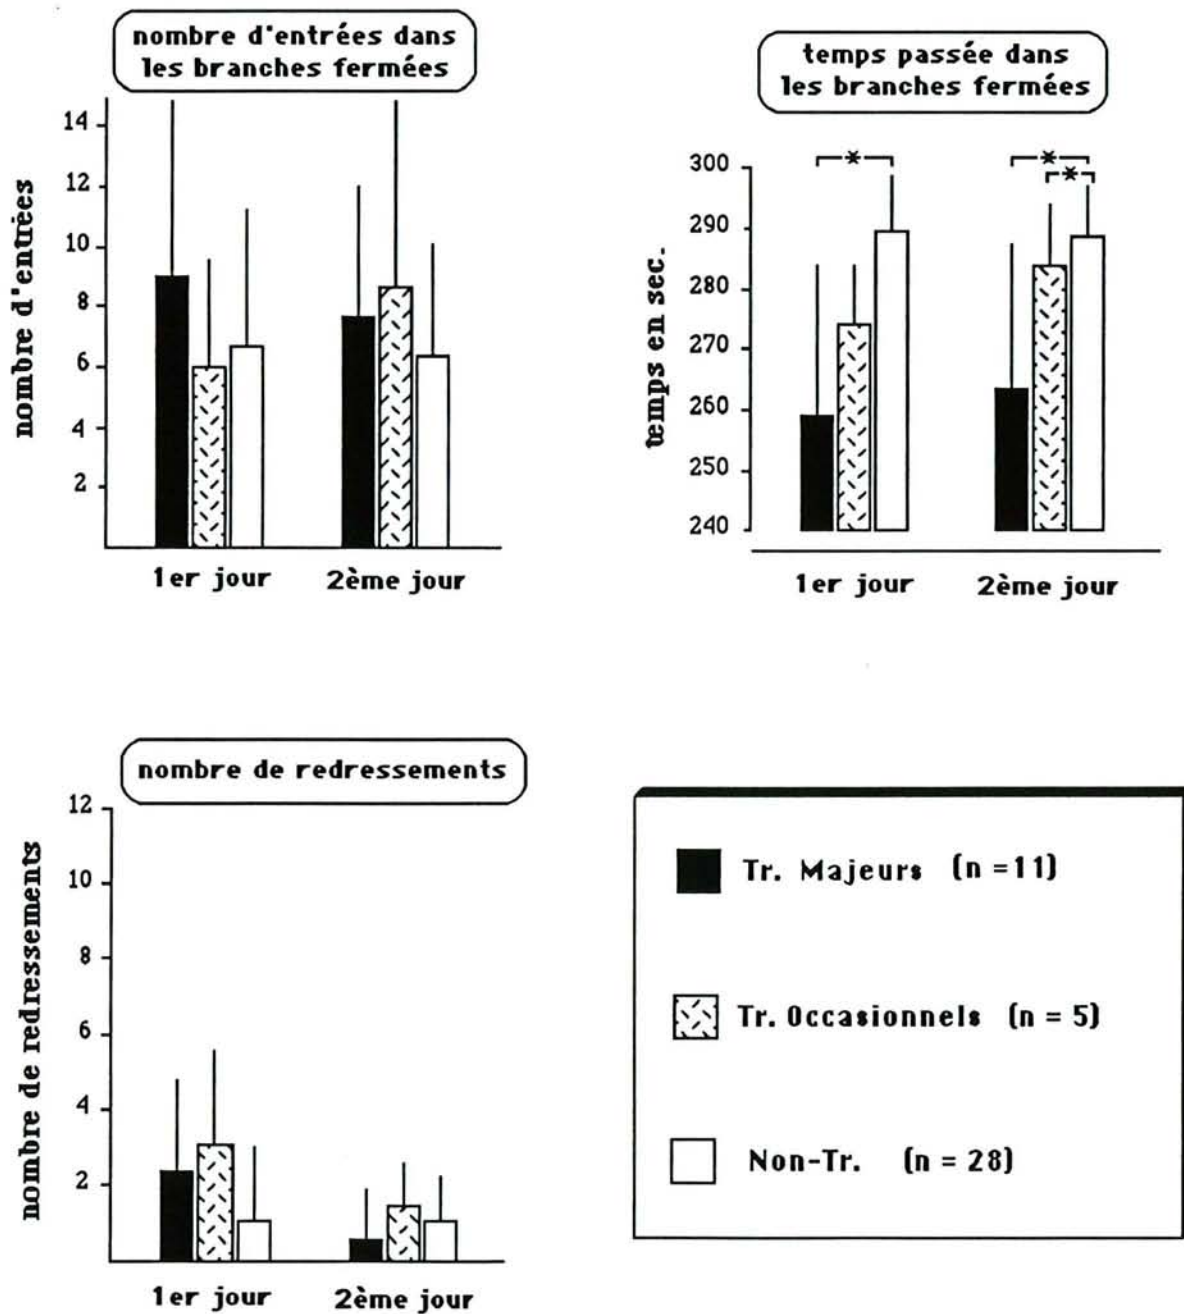 nombre d'entrées dans
les branches fermées
nombre d'entrées
14
12
10
8
6
4
2
1er jour
2ème jour
temps passée dans
les branches fermées
temps en sec.
300
290
280
270
260
250
240
*
*
*
1er jour
2ème jour
nombre de redressements
nombre de redressements
12
10
8
6
4
2
1er jour
2ème jour
Tr. Majeurs (n =11)
Tr. Occasionnels (n = 5)
Non-Tr. (n = 28)